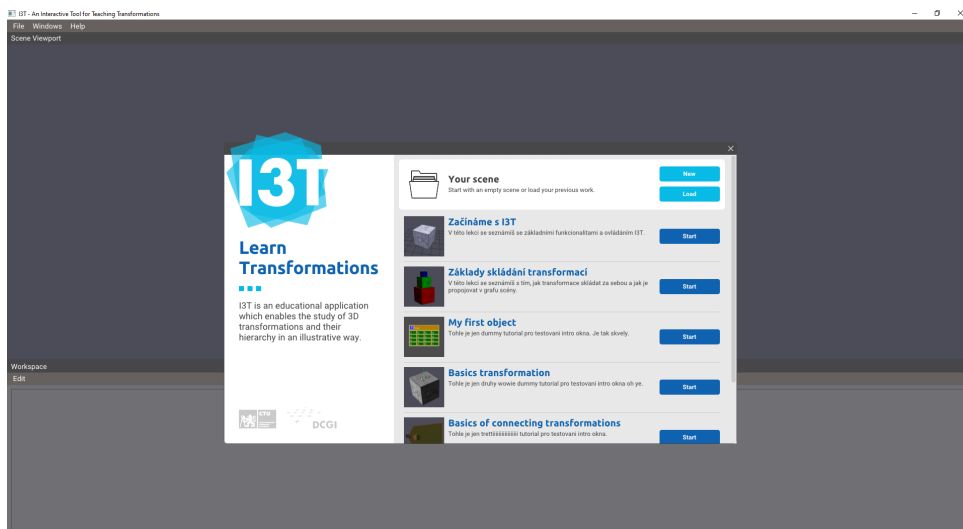 I3T - An Interactive Tool for Teaching Transformations
File Windows Help
Scene Viewport
I3T
Learn
Transformations
I3T is an educational application
which enables the study of 3D
transformations and their
hierarchy in an illustrative way.
CTU
DCGI
Your scene
Start with an empty scene or load your previous work.
New
Load
Začínáme s I3T
V této lekci se seznámíš se základními funkcionalitami a ovládáním I3T.
Start
Základy skládání transformací
V této lekci se seznámíš s tím, jak transformace skládat za sebou a jak je
propojovat v grafu scény.
Start
My first object
Tohle je jen dummy tutorial pro testovani intro okna. Je tak skvely.
Start
Basics transformation
Tohle je jen druhy wowie dummy tutorial pro testovani intro okna oh ye.
Start
Basics of connecting transformations
Start
Workspace
Edit